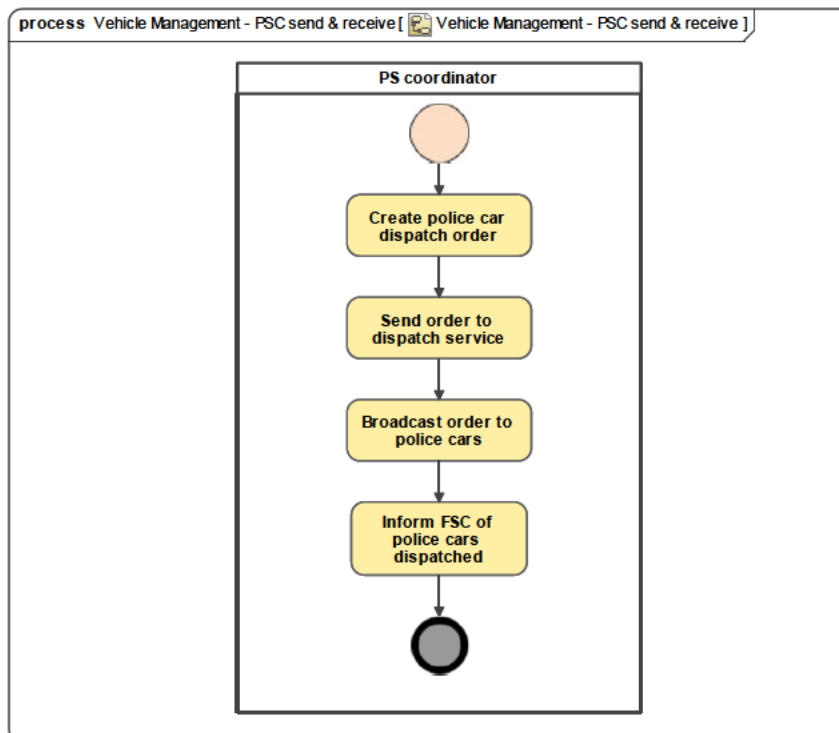 process Vehicle Management - PSC send & receive [ Vehicle Management - PSC send & receive ]
PS coordinator
Create police car
dispatch order
Send order to
dispatch service
Broadcast order to
police cars
Inform FSC of
police cars
dispatched